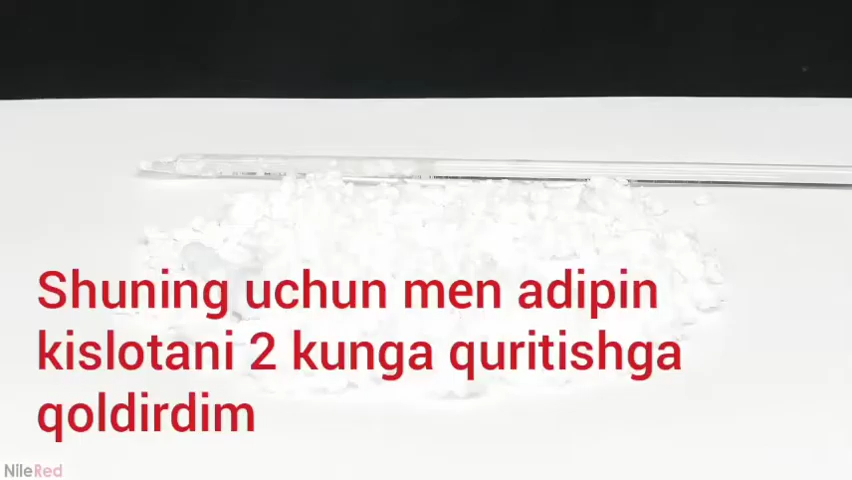 Shuning uchun men adipin
kislotani 2 kunga quritishga
qoldirdim
NileRed